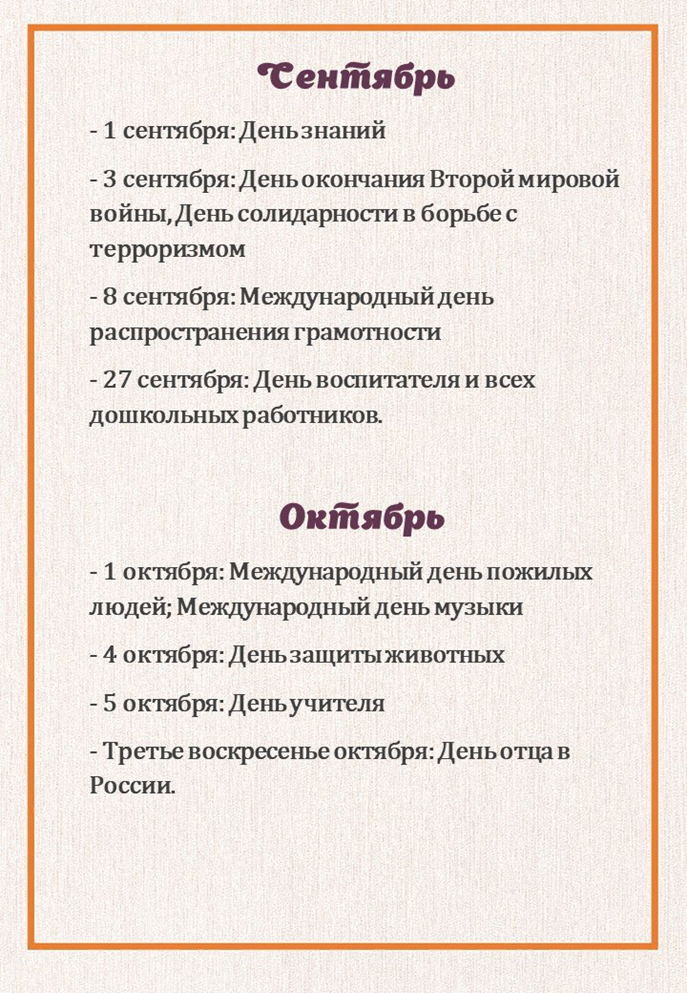 Сентябрь
- 1 сентября: День знаний
- 3 сентября: День окончания Второй мировой
войны, День солидарности в борьбе с
терроризмом
- 8 сентября: Международный день
распространения грамотности
- 27 сентября: День воспитателя и всех
дошкольных работников.
Октябрь
- 1 октября: Международный день пожилых
людей; Международный день музыки
- 4 октября: День защиты животных
- 5 октября: День учителя
- Третье воскресенье октября: День отца в
России.